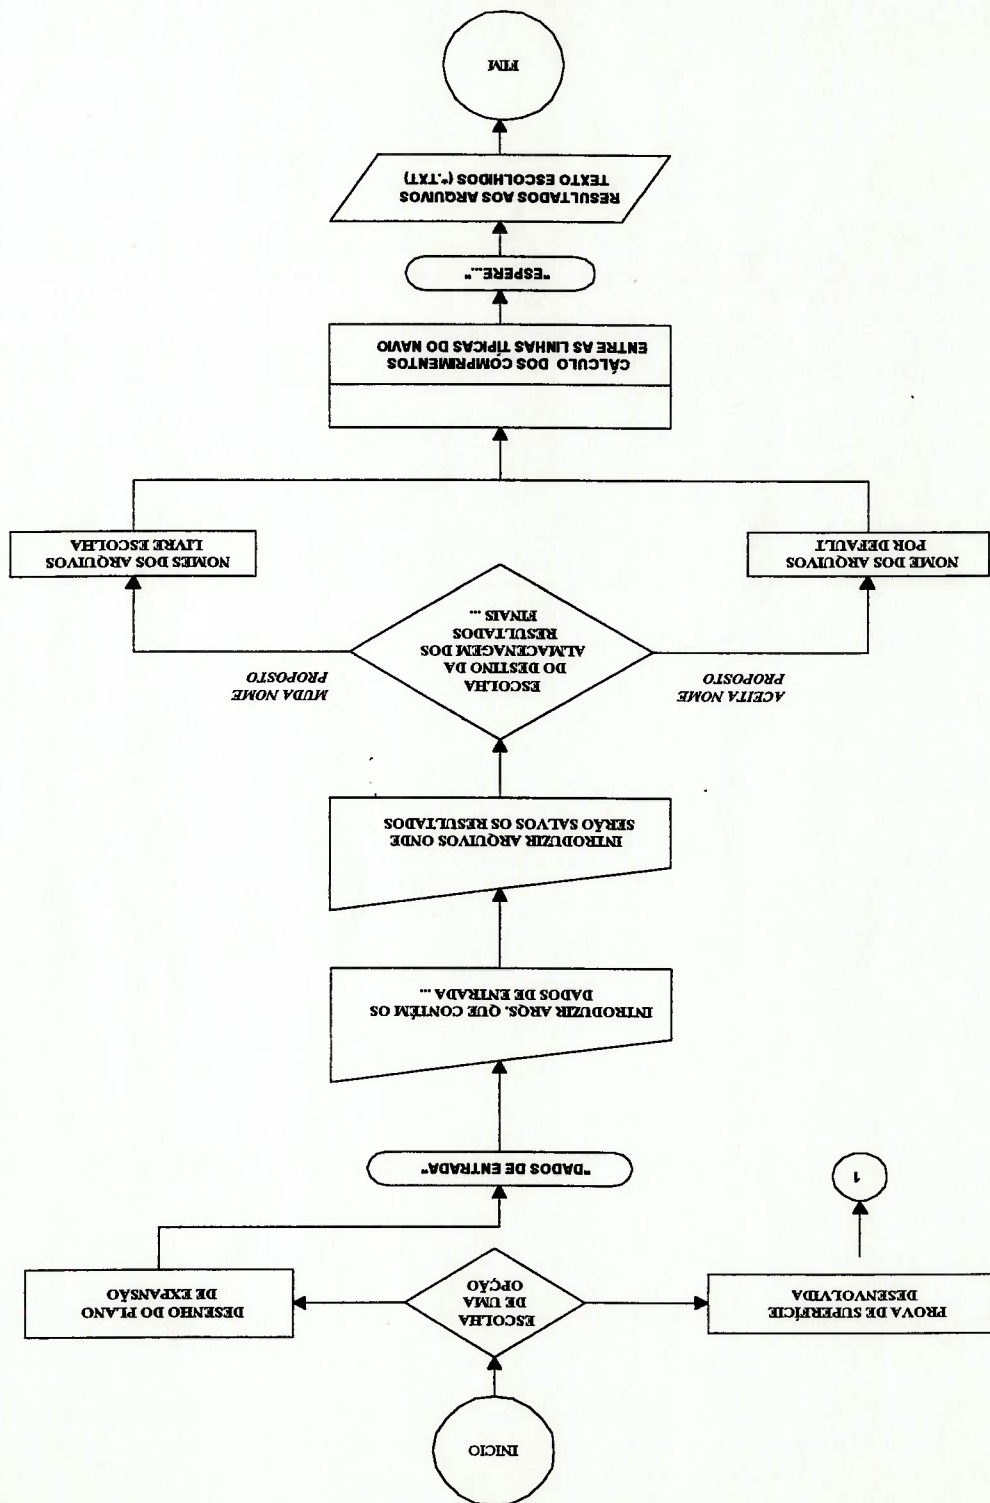 INICIO
ESCOLHA
DE UMA
OPÇÃO
PROVA DE SUPERFÍCIE
DESENVOLVIDA
DESENHO DO PLANO
DE EXPANSÃO
1
"DADOS DE ENTRADA"
INTRODUZIR ARQS. QUE CONTÉM OS
DADOS DE ENTRADA ...
INTRODUZIR ARQUIVOS ONDE
SERÃO SALVOS OS RESULTADOS
ESCOLHA
DO DESTINO DA
ALMACENAGEM DOS
RESULTADOS
FINAIS ...
ACEITA NOME
PROPOSTO
MUDA NOME
PROPOSTO
NOME DOS ARQUIVOS
POR DEFAULT
NOMES DOS ARQUIVOS
LIVRE ESCOLHA
CÁLCULO DOS COMPRIMENTOS
ENTRE AS LINHAS TÍPICAS DO NAVIO
"ESPERE..."
RESULTADOS AOS ARQUIVOS
TEXTO ESCOLHIDOS (*.TXT)
FIM